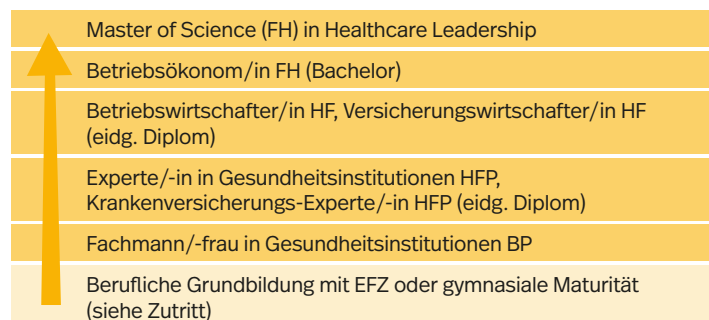 Master of Science (FH) in Healthcare Leadership
Betriebsökonom/in FH (Bachelor)
Betriebswirtschafter/in HF, Versicherungswirtschafter/in HF
(eidg. Diplom)
Experte/-in in Gesundheitsinstitutionen HFP,
Krankenversicherungs-Experte/-in HFP (eidg. Diplom)
Fachmann/-frau in Gesundheitsinstitutionen BP
Berufliche Grundbildung mit EFZ oder gymnasiale Maturität
(siehe Zutritt)